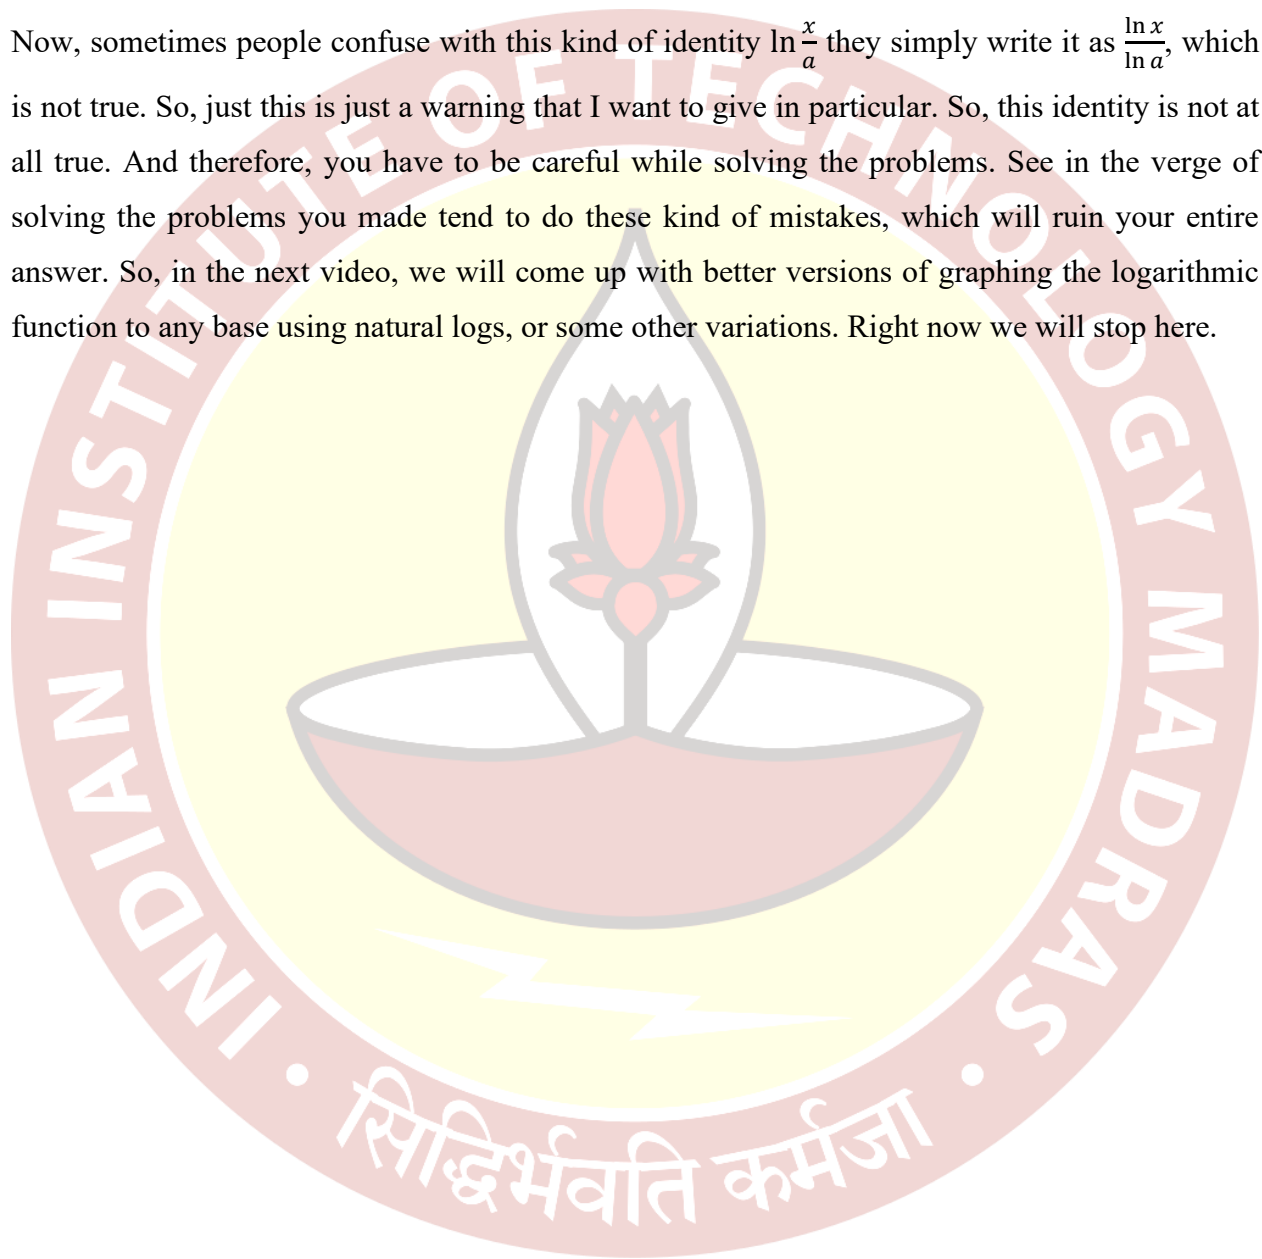 Now, sometimes people confuse with this kind of identity ln x/a they simply write it as ln x/ln a, which
is not true. So, just this is just a warning that I want to give in particular. So, this identity is not at
all true. And therefore, you have to be careful while solving the problems. See in the verge of
solving the problems you made tend to do these kind of mistakes, which will ruin your entire
answer. So, in the next video, we will come up with better versions of graphing the logarithmic
function to any base using natural logs, or some other variations. Right now we will stop here.
INDIAN INSTITUJE OF TECHNOLOGY MADRAS
सिद्धिर्भवति कर्मजा